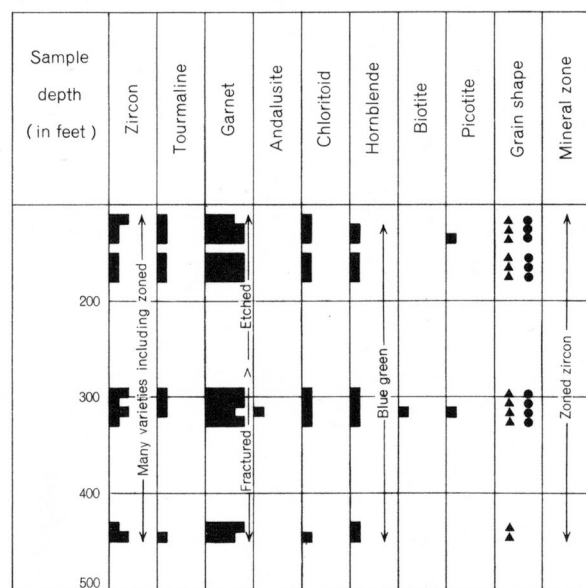 Sample
depth
( in feet )
Zircon
Tourmaline
Garnet
Andalusite
Chloritoid
Hornblende
Biotite
Picotite
Grain shape
Mineral zone
200
300
400
500
Many varieties including zoned
Fractured > Etched
Blue green
Zoned zircon